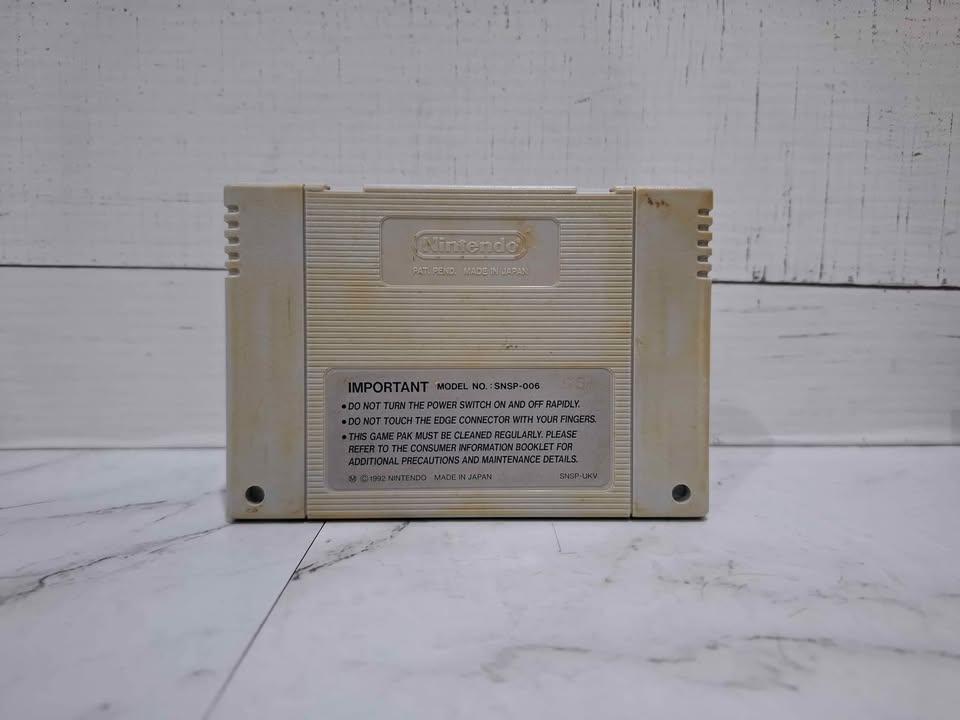 Nintendo
PAT. PEND. MADE IN JAPAN
IMPORTANT MODEL NO.: SNSP-006
• DO NOT TURN THE POWER SWITCH ON AND OFF RAPIDLY.
• DO NOT TOUCH THE EDGE CONNECTOR WITH YOUR FINGERS.
• THIS GAME PAK MUST BE CLEANED REGULARLY. PLEASE
REFER TO THE CONSUMER INFORMATION BOOKLET FOR
ADDITIONAL PRECAUTIONS AND MAINTENANCE DETAILS.
Ⓜ ©1992 NINTENDO MADE IN JAPAN SNSP-UKV